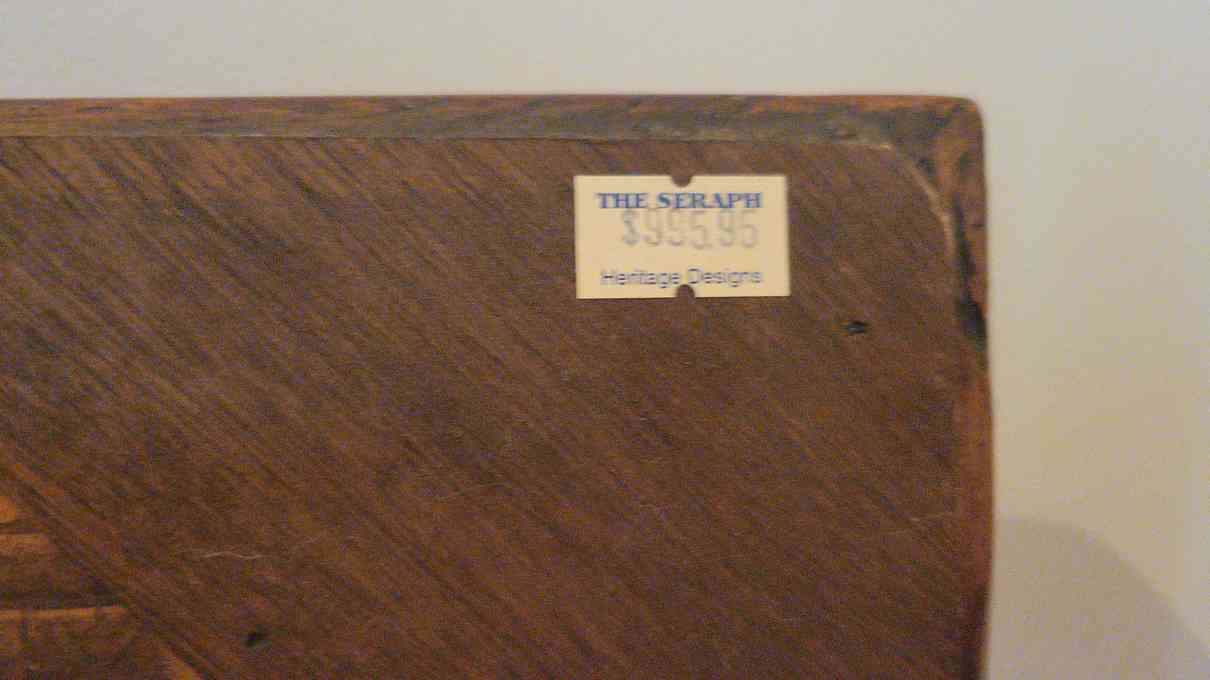 THE SERAPH
$995.95
Heritage Designs